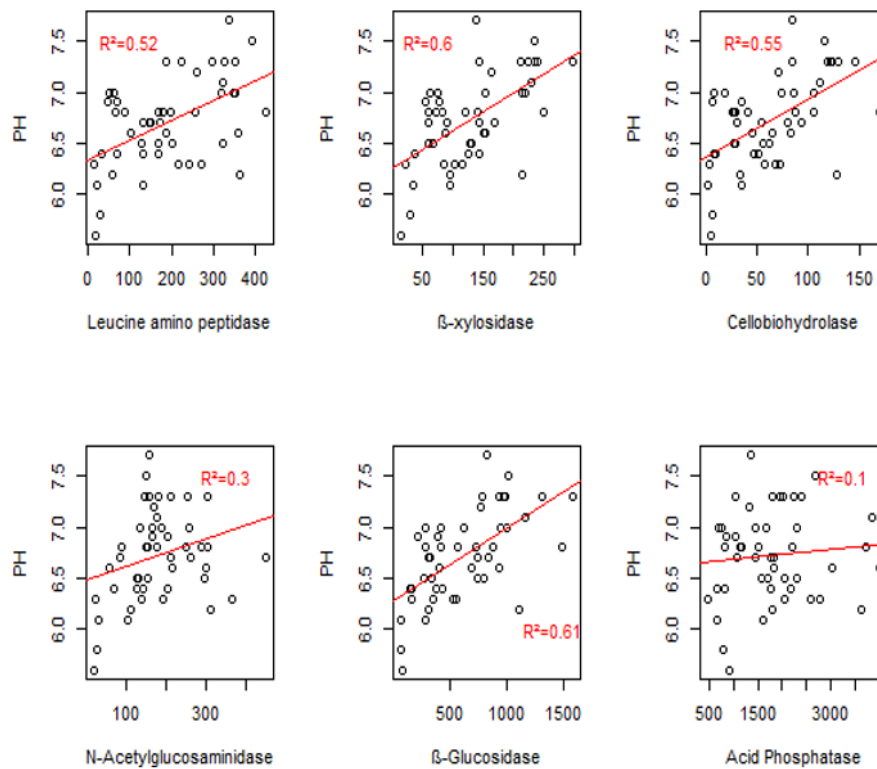 R²=0.52
PH
7.5
7.0
6.5
6.0
0 100 200 300 400
Leucine amino peptidase
R²=0.6
PH
7.5
7.0
6.5
6.0
50 150 250
ß-xylosidase
R²=0.55
PH
7.5
7.0
6.5
6.0
0 50 100 150
Cellobiohydrolase
R²=0.3
PH
7.5
7.0
6.5
6.0
100 300
N-Acetylglucosaminidase
R²=0.61
PH
7.5
7.0
6.5
6.0
500 1000 1500
ß-Glucosidase
R²=0.1
PH
7.5
7.0
6.5
6.0
500 1500 3000
Acid Phosphatase